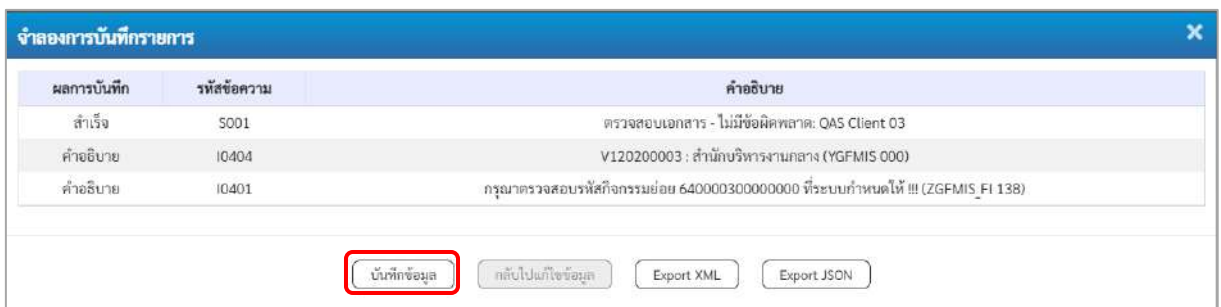 จำลองการบันทึกรายการ ×
ผลการบันทึก รหัสข้อความ คำอธิบาย
สำเร็จ S001 ตรวจสอบเอกสาร - ไม่มีข้อผิดพลาด: QAS Client 03
คำอธิบาย I0404 V120200003 : สำนักบริหารงานกลาง (YGFMIS 000)
คำอธิบาย I0401 กรุณาตรวจสอบรหัสกิจกรรมย่อย 640000300000000 ที่ระบบกำหนดให้ !!! (ZGFMIS_FI 138)
บันทึกข้อมูล กลับไปแก้ไขข้อมูล Export XML Export JSON